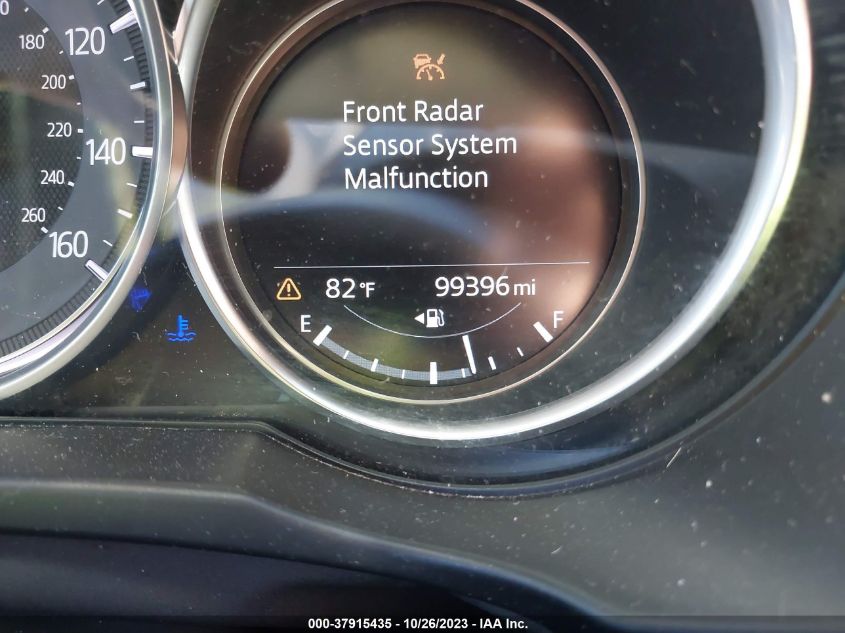 120
140
160
180
200
220
240
260
Front Radar
Sensor System
Malfunction
82°F 99396 mi
E F
000-37915435 - 10/26/2023 - IAA Inc.